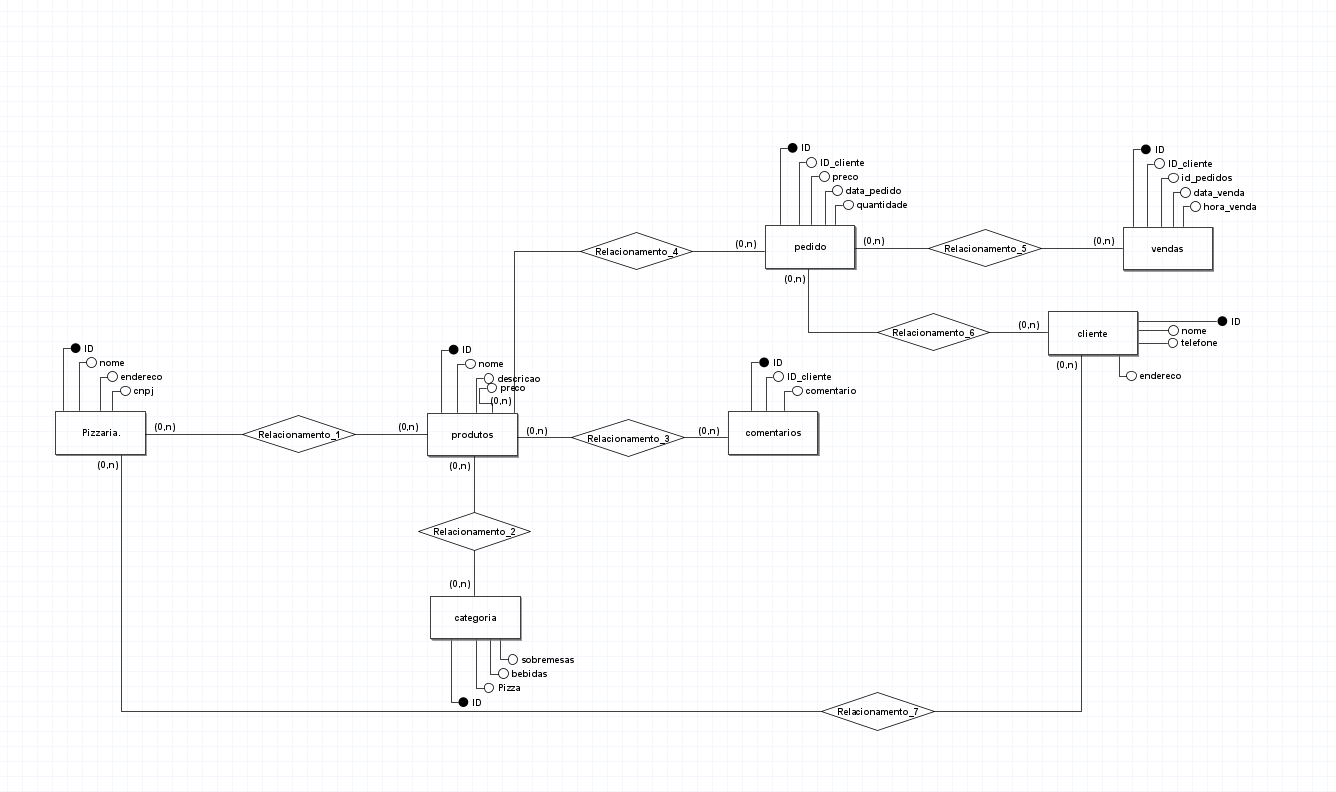 ID
ID_cliente
preco
data_pedido
quantidade
pedido
(0,n)
(0,n)
(0,n)
Relacionamento_4
Relacionamento_5
(0,n)
ID
ID_cliente
id_pedidos
data_venda
hora_venda
vendas
Relacionamento_6
(0,n)
cliente
ID
nome
telefone
endereco
(0,n)
ID
nome
endereco
cnpj
Pizzaria.
(0,n)
(0,n)
Relacionamento_1
(0,n)
ID
nome
descricao
preco
(0,n)
produtos
(0,n)
(0,n)
Relacionamento_3
(0,n)
ID
ID_cliente
comentario
comentarios
Relacionamento_2
(0,n)
categoria
sobremesas
bebidas
Pizza
ID
Relacionamento_7